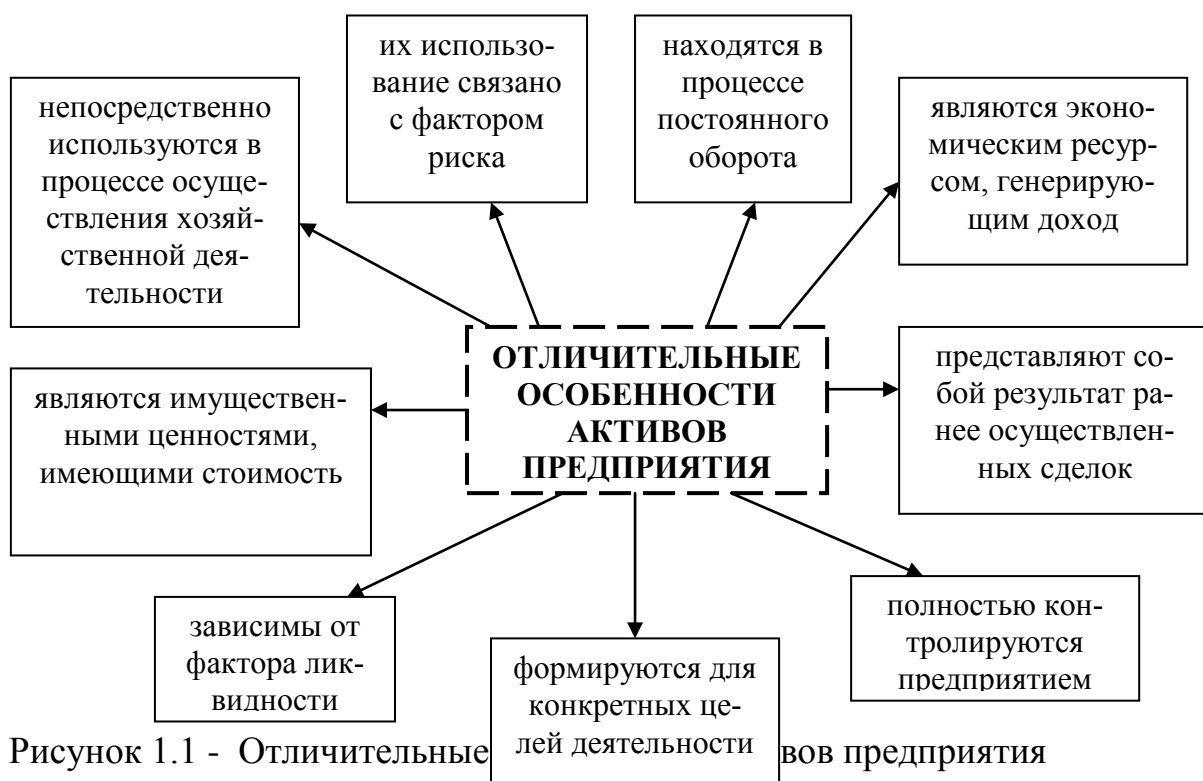 их использо-
вание связано
с фактором
риска
находятся в
процессе
постоянного
оборота
непосредственно
используются в
процессе осуще-
ствления хозяй-
ственной дея-
тельности
являются эконо-
мическим ресур-
сом, генерирую-
щим доход
ОТЛИЧИТЕЛЬНЫЕ
ОСОБЕННОСТИ
АКТИВОВ
ПРЕДПРИЯТИЯ
являются имуществен-
ными ценностями,
имеющими стоимость
представляют со-
бой результат ра-
нее осуществлен-
ных сделок
зависимы от
фактора лик-
видности
формируются для
конкретных це-
лей деятельности
полностью кон-
тролируются
предприятием
Рисунок 1.1 - Отличительные вов предприятия